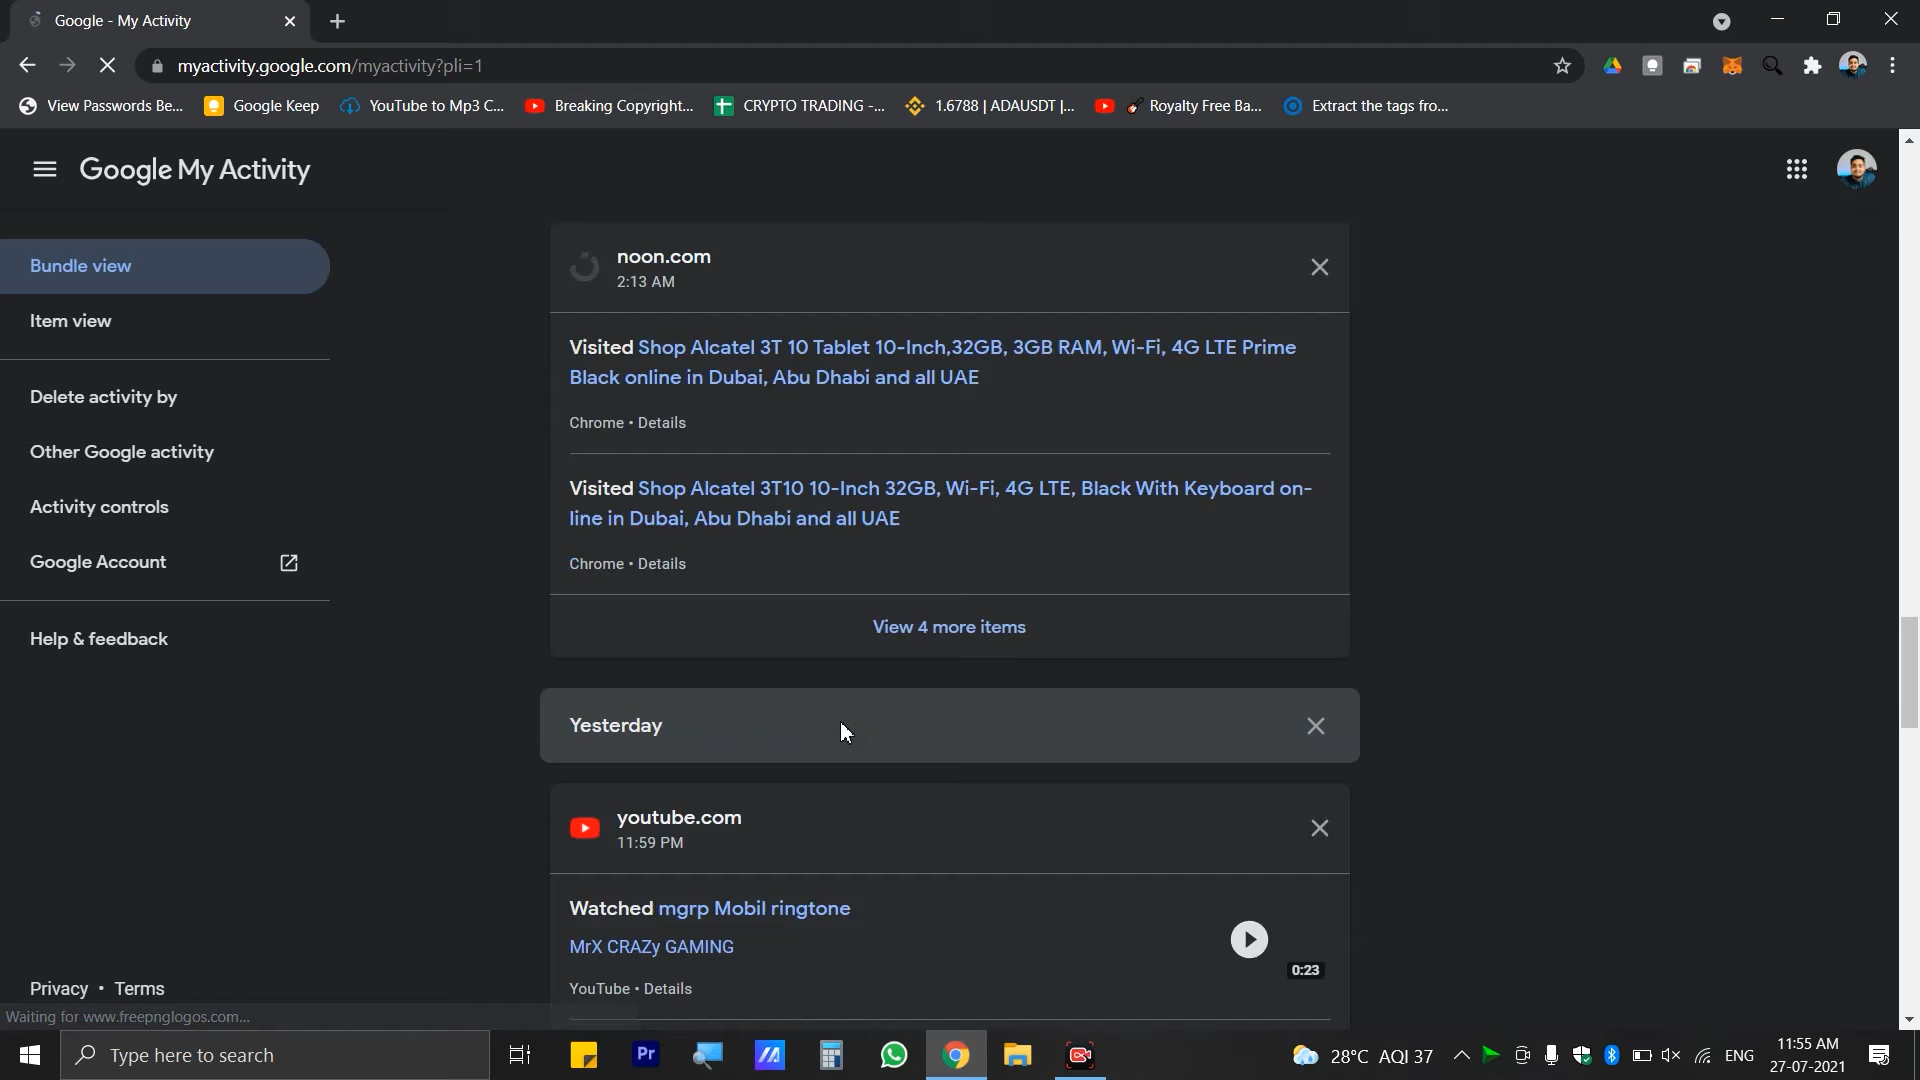 Google - My Activity
myactivity.google.com/myactivity?pli=1
View Passwords Be...
Google Keep
YouTube to Mp3 C...
Breaking Copyright...
CRYPTO TRADING -...
1.6788 | ADAUSDT |...
Royalty Free Ba...
Extract the tags fro...
Google My Activity
Bundle view
Item view
Delete activity by
Other Google activity
Activity controls
Google Account
Help & feedback
noon.com
2:13 AM
Visited Shop Alcatel 3T 10 Tablet 10-Inch,32GB, 3GB RAM, Wi-Fi, 4G LTE Prime
Black online in Dubai, Abu Dhabi and all UAE
Chrome • Details
Visited Shop Alcatel 3T10 10-Inch 32GB, Wi-Fi, 4G LTE, Black With Keyboard on-
line in Dubai, Abu Dhabi and all UAE
Chrome • Details
View 4 more items
Yesterday
youtube.com
11:59 PM
Watched mgrp Mobil ringtone
MrX CRAZy GAMING
0:23
YouTube • Details
Privacy • Terms
Waiting for www.freepnglogos.com...
Type here to search
Pr
28°C AQI 37
ENG
11:55 AM
27-07-2021